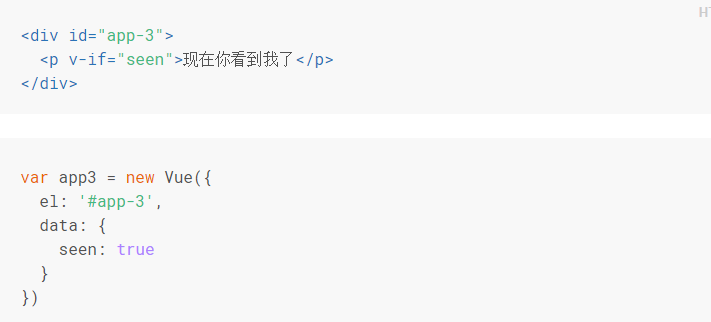 <div id="app-3">
  <p v-if="seen">现在你看到我了</p>
</div>
var app3 = new Vue({
  el: '#app-3',
  data: {
    seen: true
  }
})